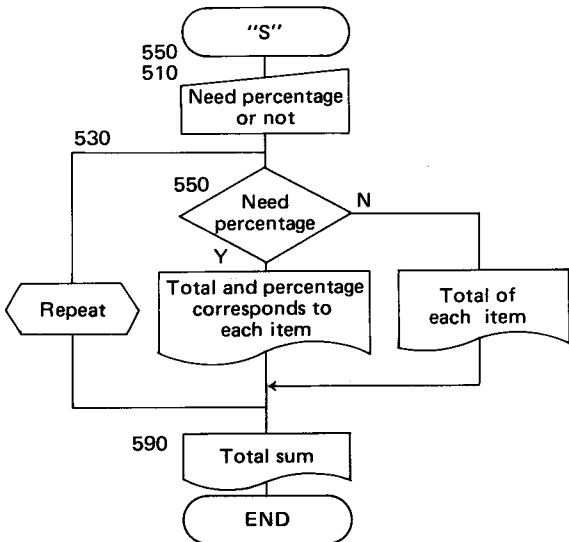 "S"
550
510
Need percentage
or not
530
550
Need
percentage
N
Y
Repeat
Total and percentage
corresponds to
each item
Total of
each item
590
Total sum
END